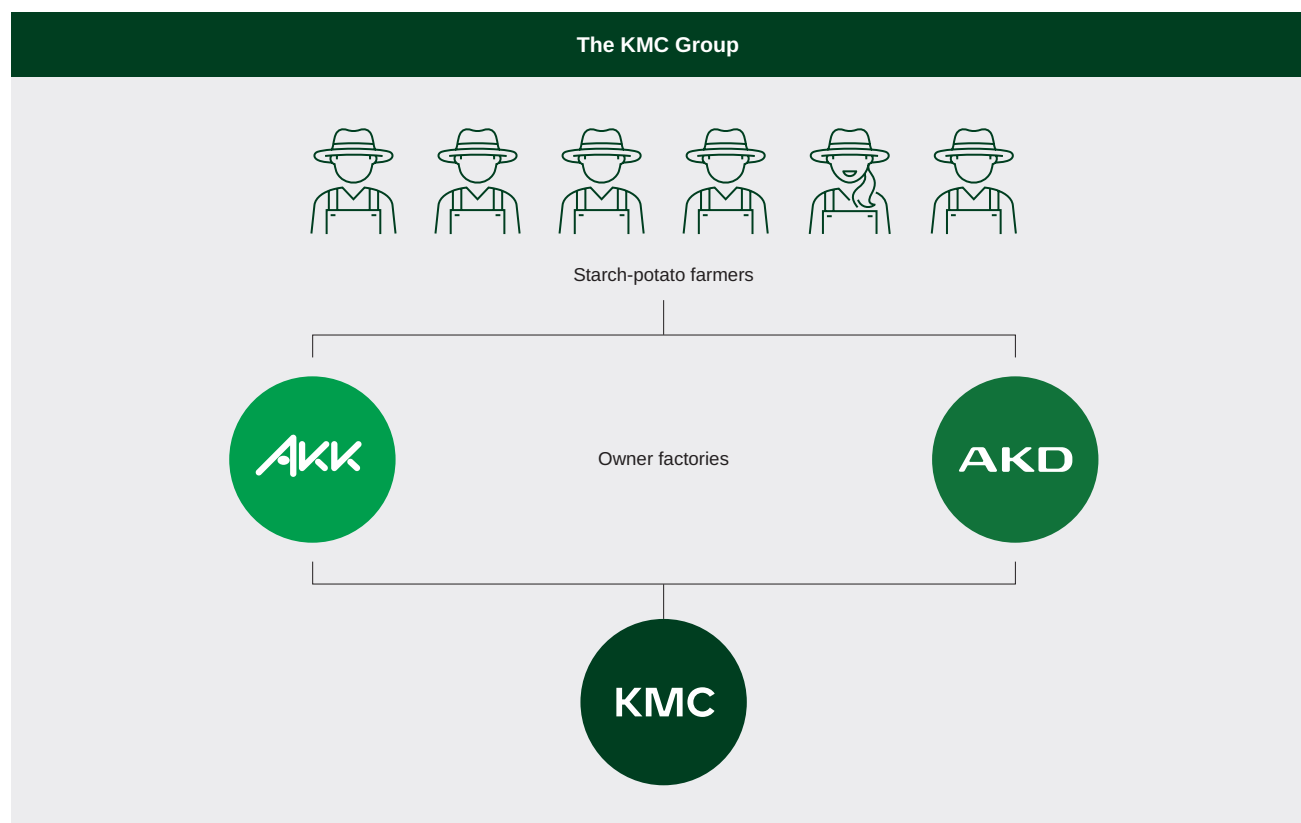 The KMC Group
Starch-potato farmers
AKK
Owner factories
AKD
KMC